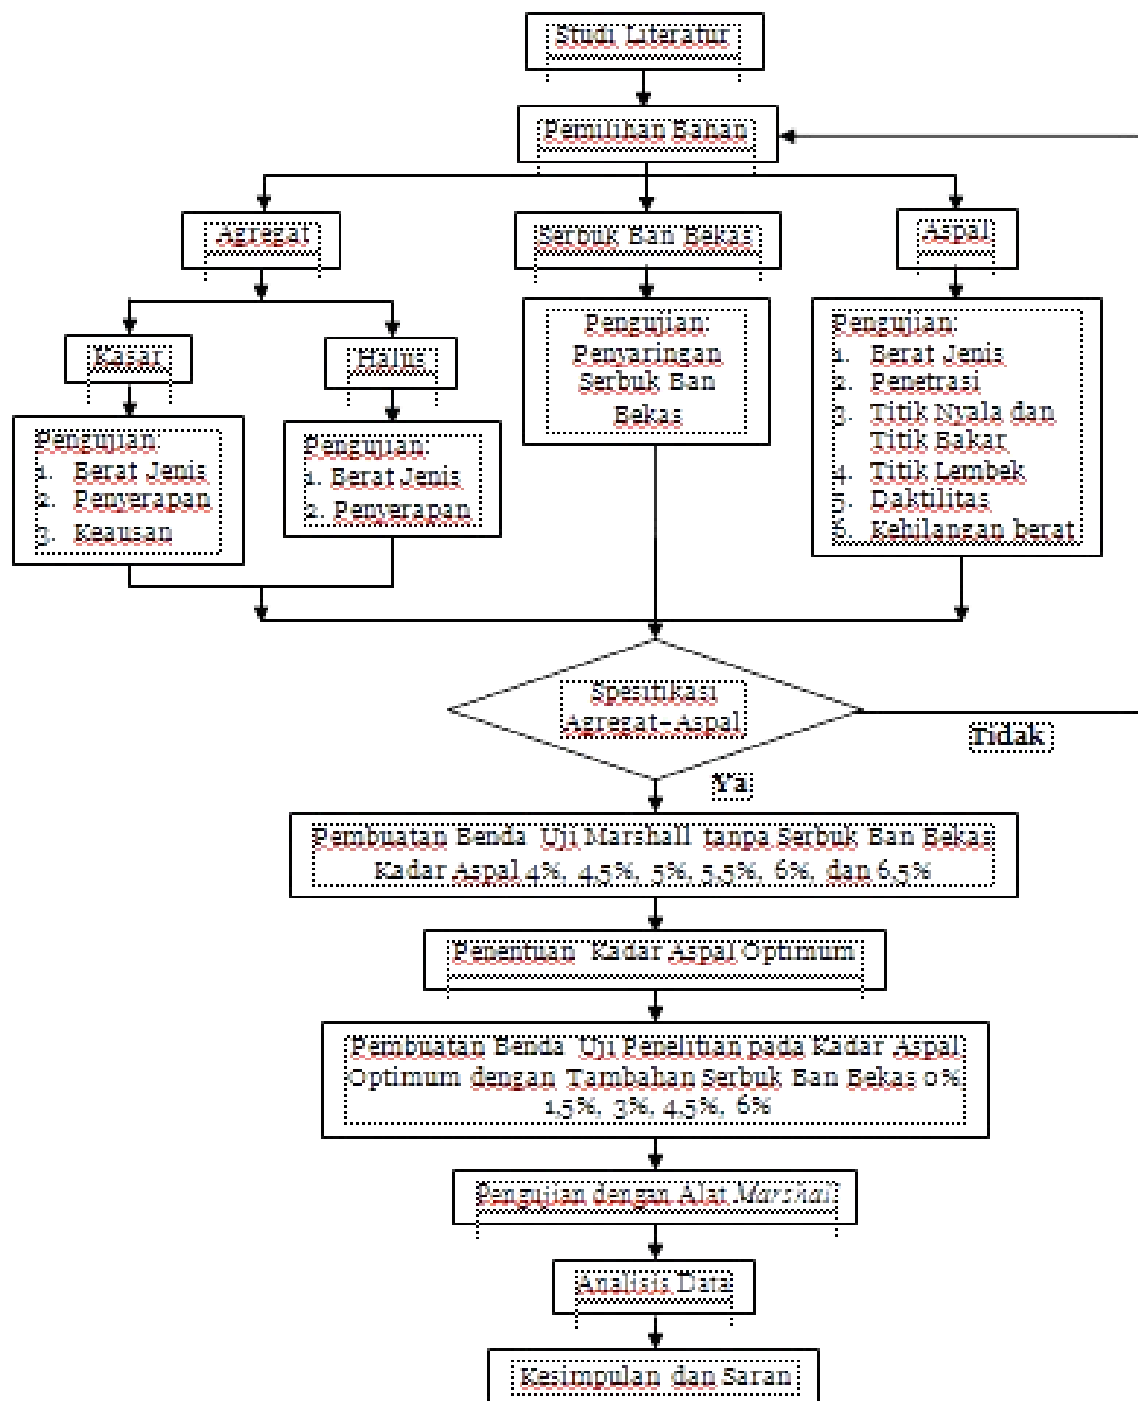 Studi Literatur
Pemilihan Bahan
Agregat
Serbuk Ban Bekas
Aspal
Kasar
Halus
Pengujian:
1. Berat Jenis
2. Penyerapan
3. Keausan
Pengujian:
1. Berat Jenis
2. Penyerapan
Pengujian:
Penyaringan
Serbuk Ban
Bekas
Pengujian:
1. Berat Jenis
2. Penetrasi
3. Titik Nyala dan
Titik Bakar
4. Titik Lembek
5. Daktilitas
6. Kehilangan berat
Spesifikasi
Agregat-Aspal
Tidak
Ya
Pembuatan Benda Uji Marshall tanpa Serbuk Ban Bekas
Kadar Aspal 4%, 4,5%, 5%, 5,5%, 6%, dan 6,5%
Penentuan Kadar Aspal Optimum
Pembuatan Benda Uji Penelitian pada Kadar Aspal
Optimum dengan Tambahan Serbuk Ban Bekas 0%
1,5%, 3%, 4,5%, 6%
Pengujian dengan Alat Marshall
Analisis Data
Kesimpulan dan Saran